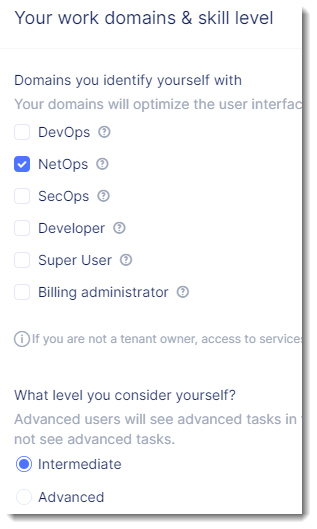 Your work domains & skill level
Domains you identify yourself with
Your domains will optimize the user interfac
DevOps
NetOps
SecOps
Developer
Super User
Billing administrator
If you are not a tenant owner, access to services
What level you consider yourself?
Advanced users will see advanced tasks in
not see advanced tasks.
Intermediate
Advanced